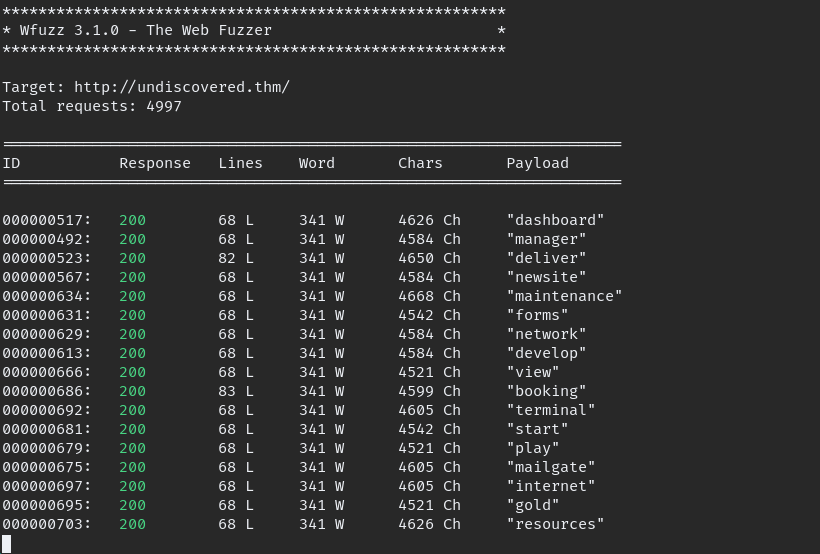 ********************************************************
* Wfuzz 3.1.0 - The Web Fuzzer                         *
********************************************************
Target: http://undiscovered.thm/
Total requests: 4997
=====================================================================
ID           Response   Lines    Word       Chars       Payload
=====================================================================
000000517:   200        68 L     341 W      4626 Ch     "dashboard"
000000492:   200        68 L     341 W      4584 Ch     "manager"
000000523:   200        82 L     341 W      4650 Ch     "deliver"
000000567:   200        68 L     341 W      4584 Ch     "newsite"
000000634:   200        68 L     341 W      4668 Ch     "maintenance"
000000631:   200        68 L     341 W      4542 Ch     "forms"
000000629:   200        68 L     341 W      4584 Ch     "network"
000000613:   200        68 L     341 W      4584 Ch     "develop"
000000666:   200        68 L     341 W      4521 Ch     "view"
000000686:   200        83 L     341 W      4599 Ch     "booking"
000000692:   200        68 L     341 W      4605 Ch     "terminal"
000000681:   200        68 L     341 W      4542 Ch     "start"
000000679:   200        68 L     341 W      4521 Ch     "play"
000000675:   200        68 L     341 W      4605 Ch     "mailgate"
000000697:   200        68 L     341 W      4605 Ch     "internet"
000000695:   200        68 L     341 W      4521 Ch     "gold"
000000703:   200        68 L     341 W      4626 Ch     "resources"